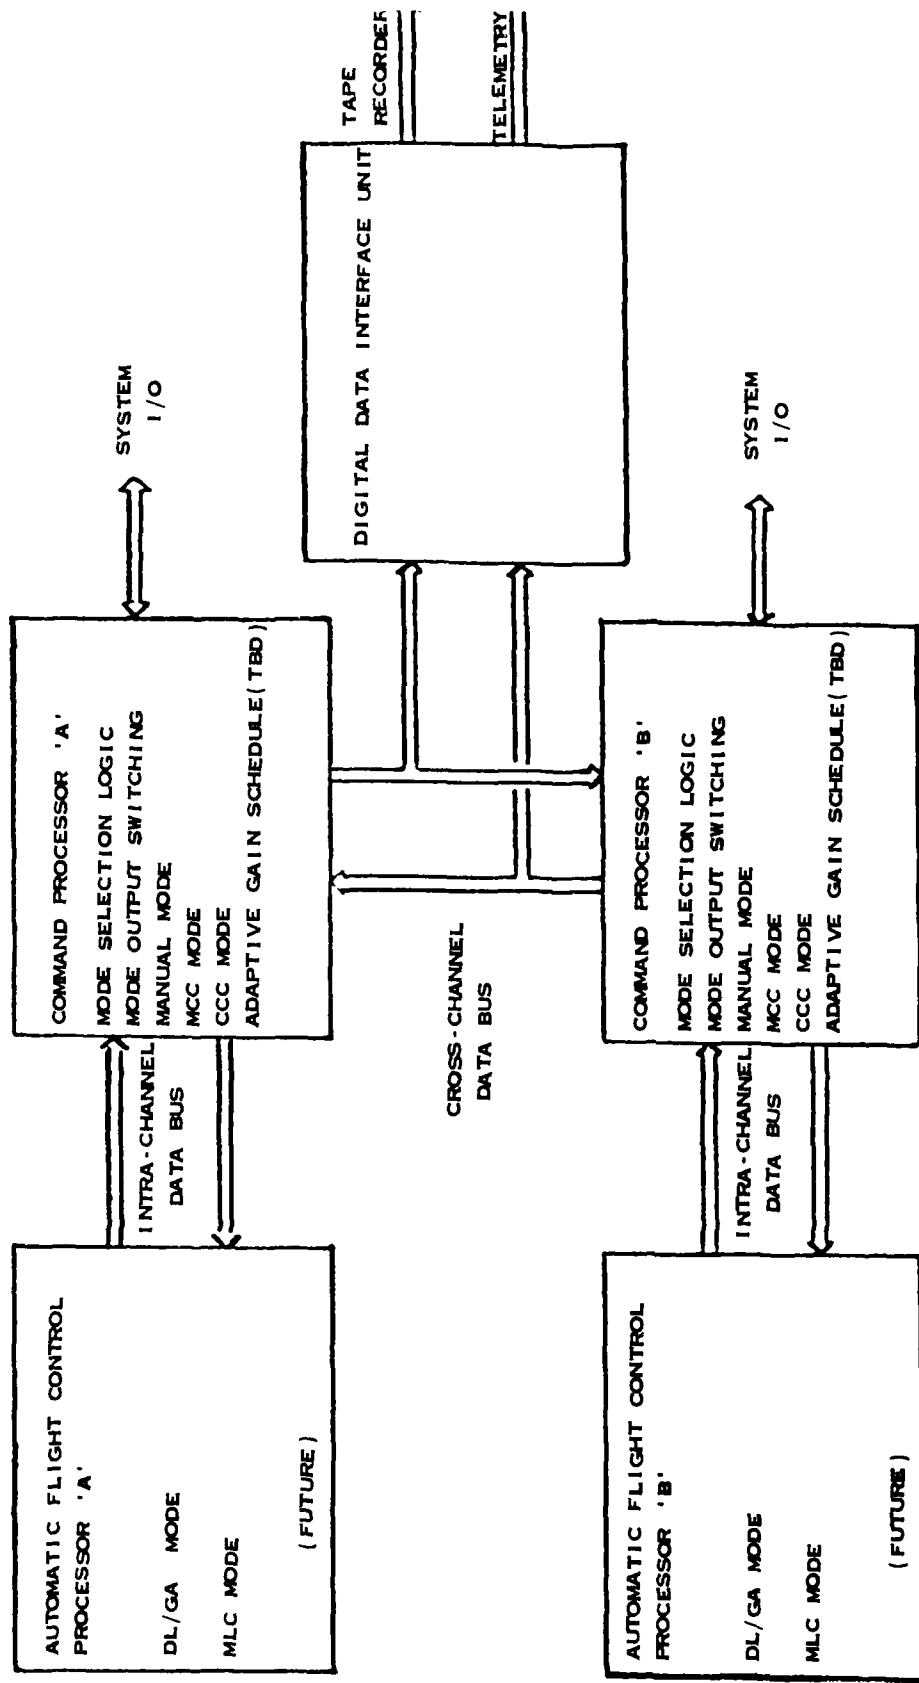 AUTOMATIC FLIGHT CONTROL
PROCESSOR 'A'
DL/GA MODE
MLC MODE
(FUTURE)
INTRA-CHANNEL
DATA BUS
COMMAND PROCESSOR 'A'
MODE SELECTION LOGIC
MODE OUTPUT SWITCHING
MANUAL MODE
MCC MODE
CCC MODE
ADAPTIVE GAIN SCHEDULE(TBD)
SYSTEM
I/O
CROSS-CHANNEL
DATA BUS
DIGITAL DATA INTERFACE UNIT
TAPE
RECORDER
TELEMETRY
AUTOMATIC FLIGHT CONTROL
PROCESSOR 'B'
DL/GA MODE
MLC MODE
(FUTURE)
INTRA-CHANNEL
DATA BUS
COMMAND PROCESSOR 'B'
MODE SELECTION LOGIC
MODE OUTPUT SWITCHING
MANUAL MODE
MCC MODE
CCC MODE
ADAPTIVE GAIN SCHEDULE(TBD)
SYSTEM
I/O